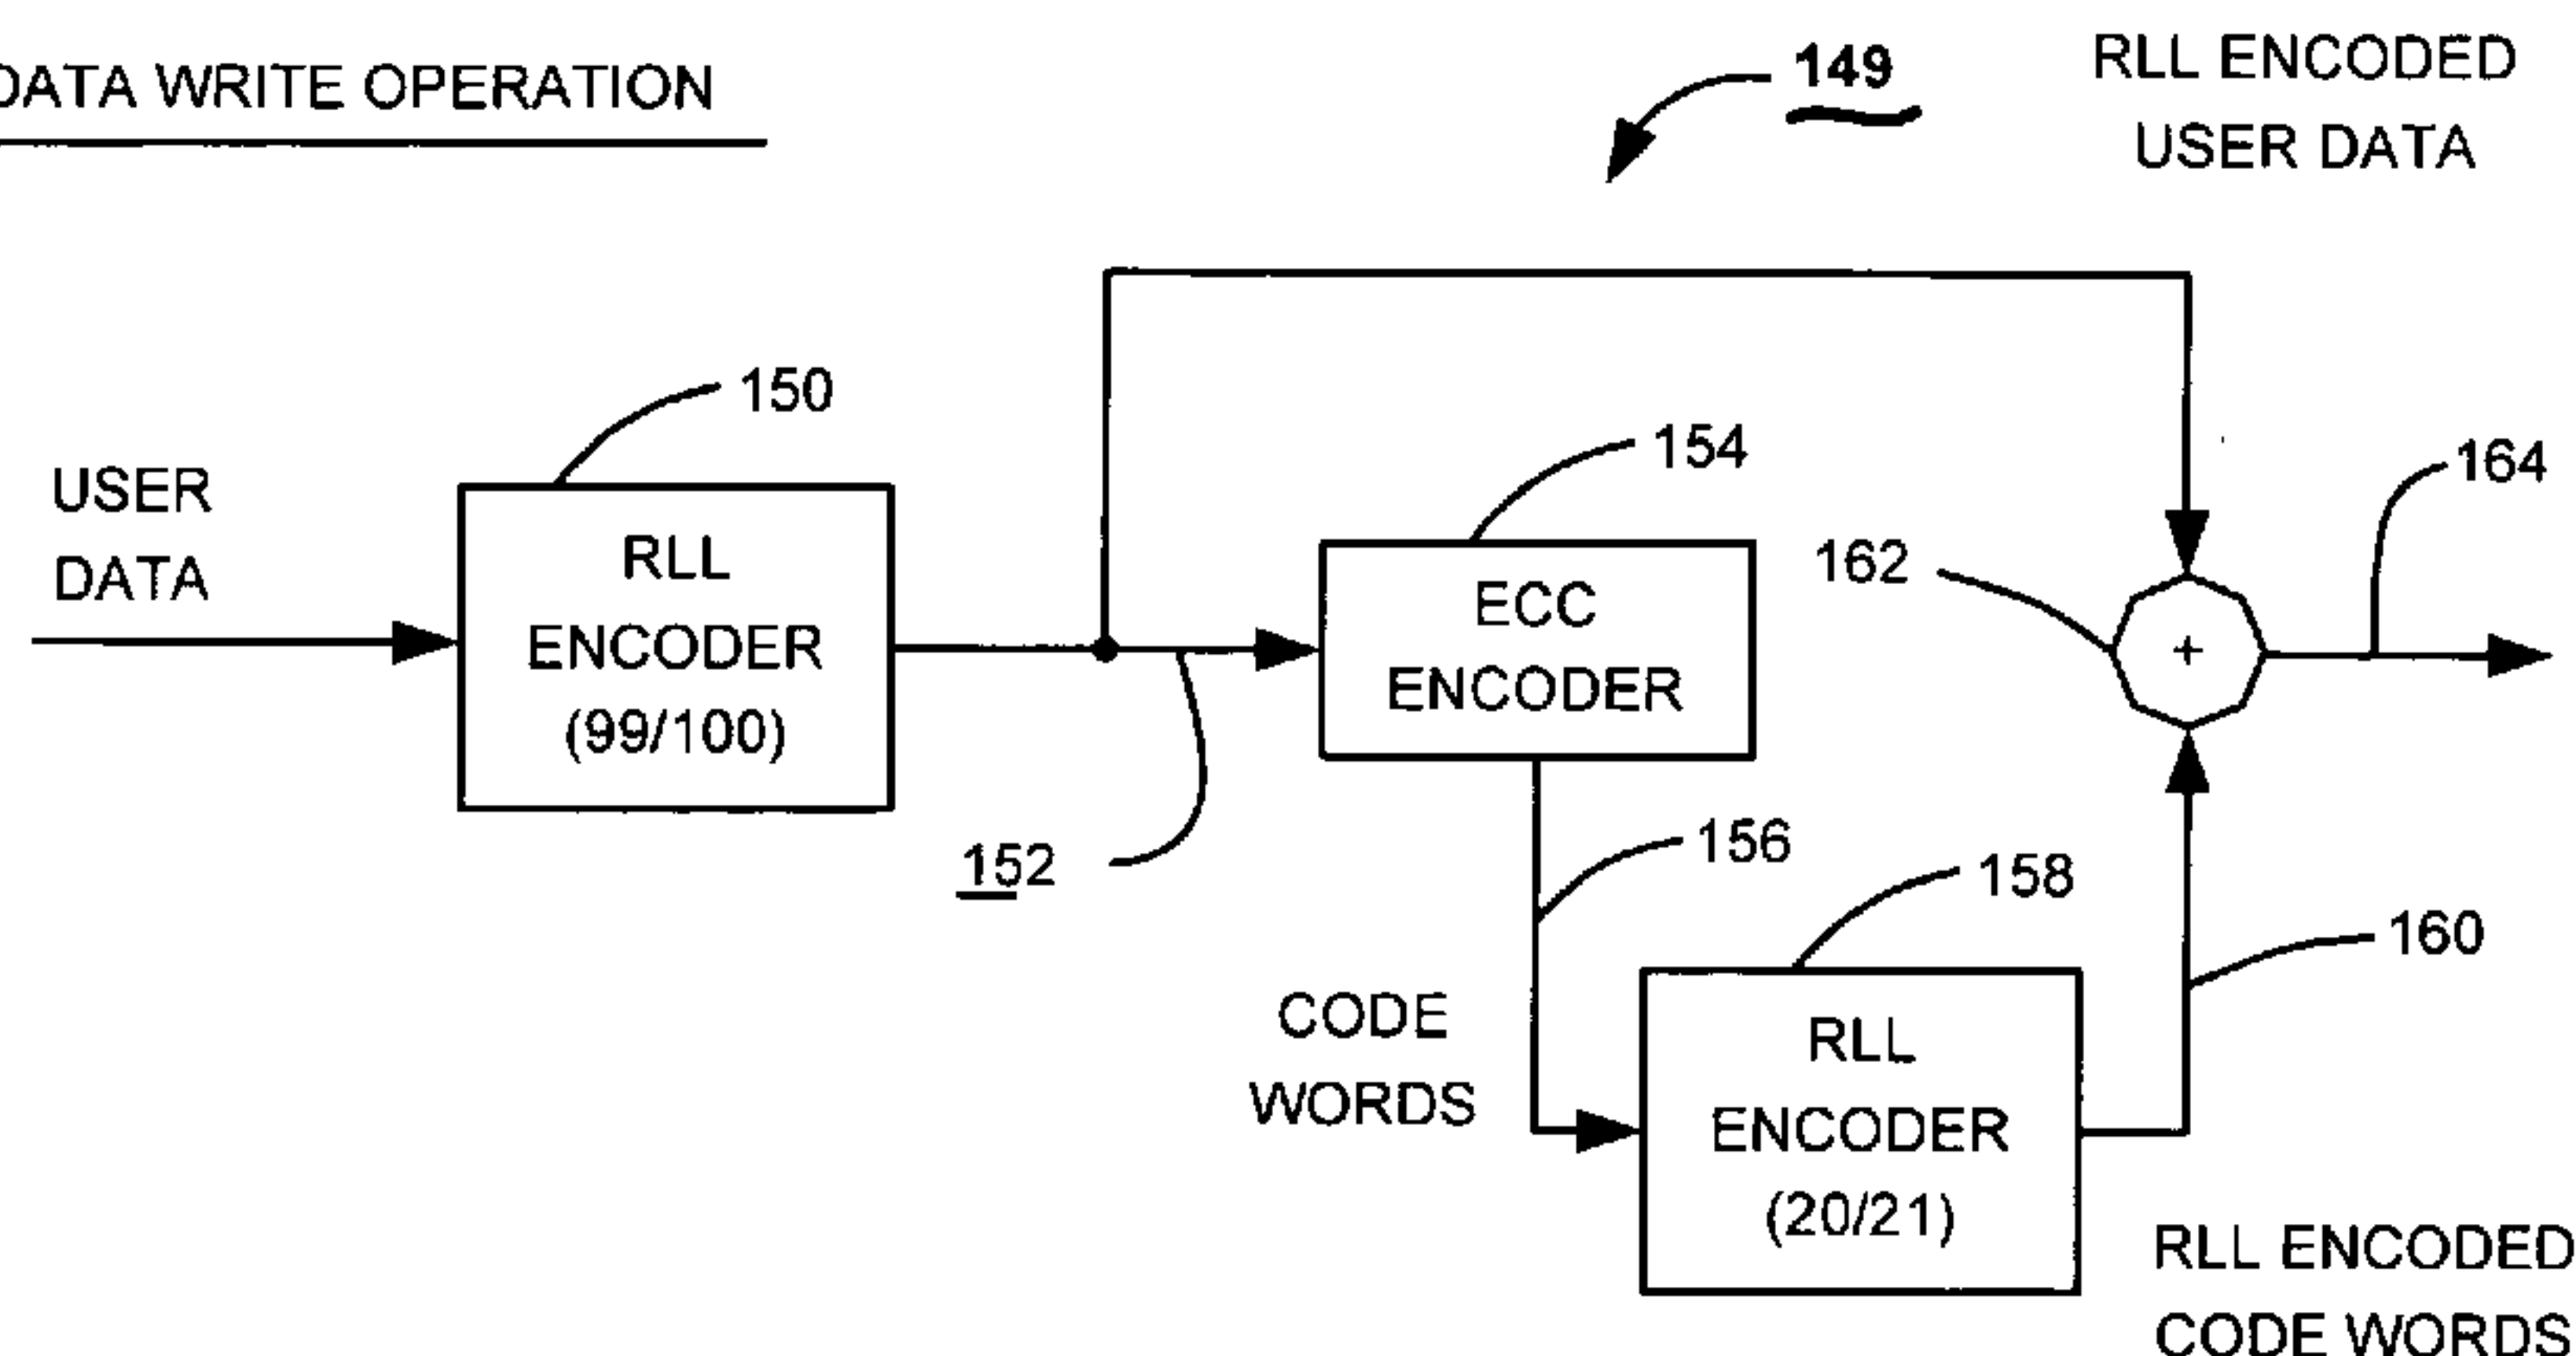 DATA WRITE OPERATION
149
RLL ENCODED
USER DATA
150
USER
DATA
RLL
ENCODER
(99/100)
152
154
ECC
ENCODER
156
CODE
WORDS
158
RLL
ENCODER
(20/21)
160
162
+
164
RLL ENCODED
CODE WORDS